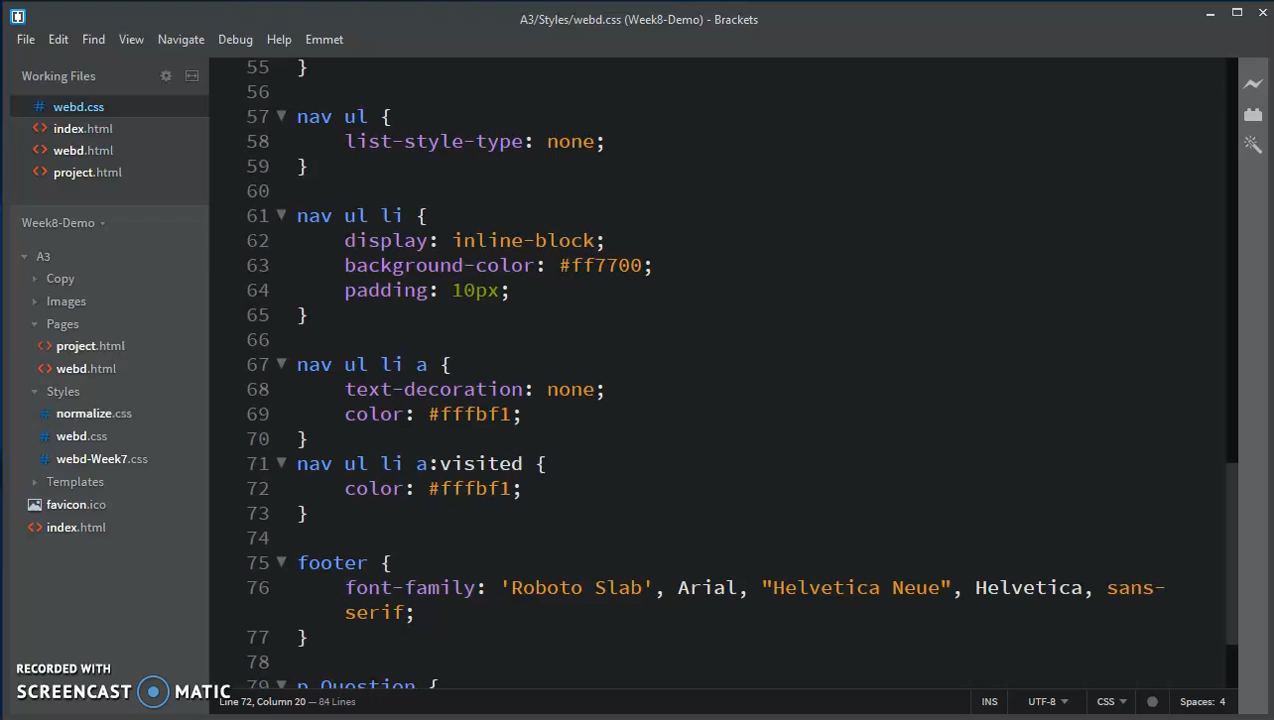 A3/Styles/webd.css (Week8-Demo) - Brackets
File Edit Find View Navigate Debug Help Emmet
Working Files
# webd.css
<> index.html
<> webd.html
<> project.html
Week8-Demo
A3
Copy
Images
Pages
<> project.html
<> webd.html
Styles
# normalize.css
# webd.css
# webd-Week7.css
Templates
favicon.ico
<> index.html
55 }
56
57 nav ul {
58 list-style-type: none;
59 }
60
61 nav ul li {
62 display: inline-block;
63 background-color: #ff7700;
64 padding: 10px;
65 }
66
67 nav ul li a {
68 text-decoration: none;
69 color: #fffbf1;
70 }
71 nav ul li a:visited {
72 color: #fffbf1;
73 }
74
75 footer {
76 font-family: 'Roboto Slab', Arial, "Helvetica Neue", Helvetica, sans-
serif;
77 }
78
79 p.Question {
RECORDED WITH
SCREENCAST MATIC
Line 72, Column 20 — 84 Lines
INS UTF-8 CSS Spaces: 4